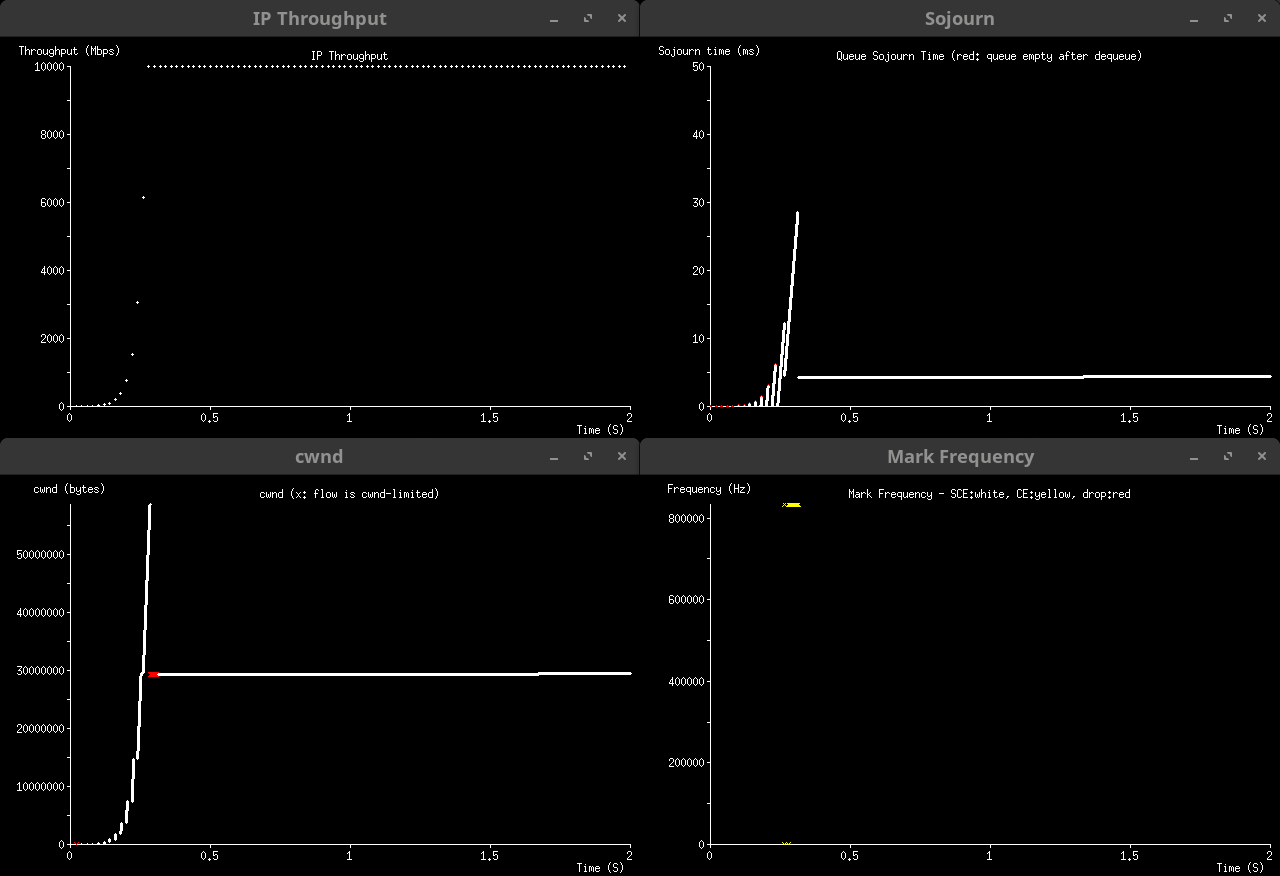 IP Throughput
Throughput (Mbps)
IP Throughput
10000
8000
6000
4000
2000
0
0
0.5
1
1.5
2
Time (S)
Sojourn
Sojourn time (ms)
Queue Sojourn Time (red: queue empty after dequeue)
50
40
30
20
10
0
0
0.5
1
1.5
2
Time (S)
cwnd
cwnd (bytes)
cwnd (x: flow is cwnd-limited)
50000000
40000000
30000000
20000000
10000000
0
0
0.5
1
1.5
2
Time (S)
Mark Frequency
Frequency (Hz)
Mark Frequency - SCE:white, CE:yellow, drop:red
800000
600000
400000
200000
0
0
0.5
1
1.5
2
Time (S)